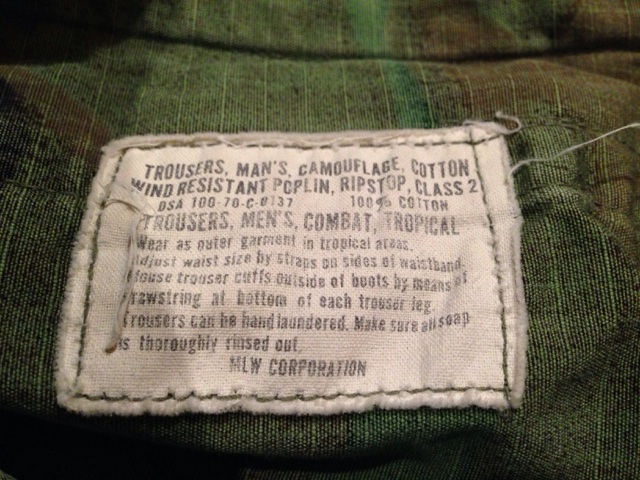 TROUSERS, MAN'S, CAMOUFLAGE, COTTON
WIND RESISTANT POPLIN, RIPSTOP, CLASS 2
DSA 100-70-C-0137 100% COTTON
TROUSERS, MEN'S, COMBAT, TROPICAL
Wear as outer garment in tropical areas.
Adjust waist size by straps on sides of waistband.
House trouser cuffs outside of boots by means of
rawstring at bottom of each trouser leg.
Trousers can be hand laundered. Make sure all soap
is thoroughly rinsed out.
MLW CORPORATION